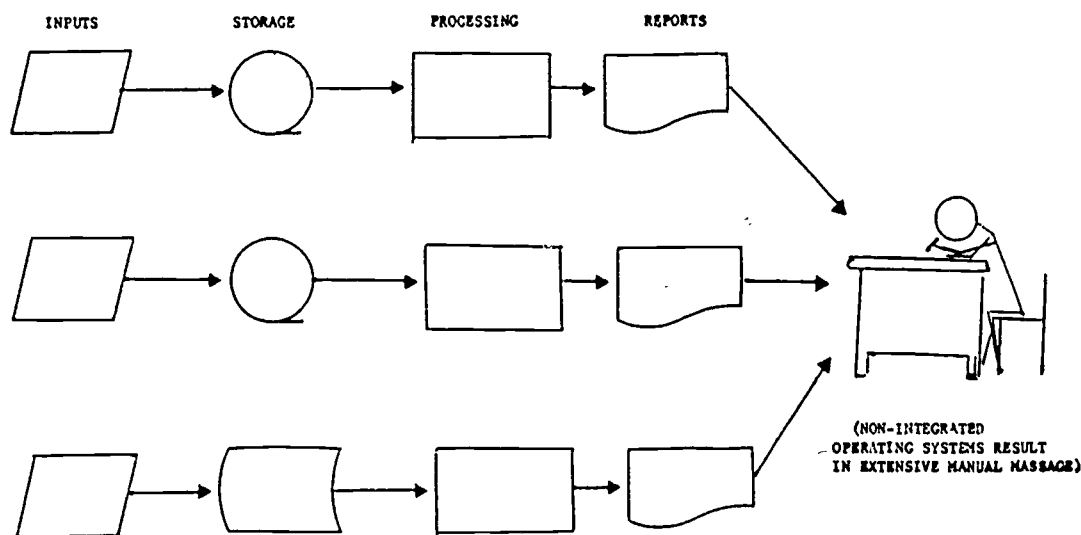 INPUTS STORAGE PROCESSING REPORTS
(NON-INTEGRATED
OPERATING SYSTEMS RESULT
IN EXTENSIVE MANUAL MASSAGE)